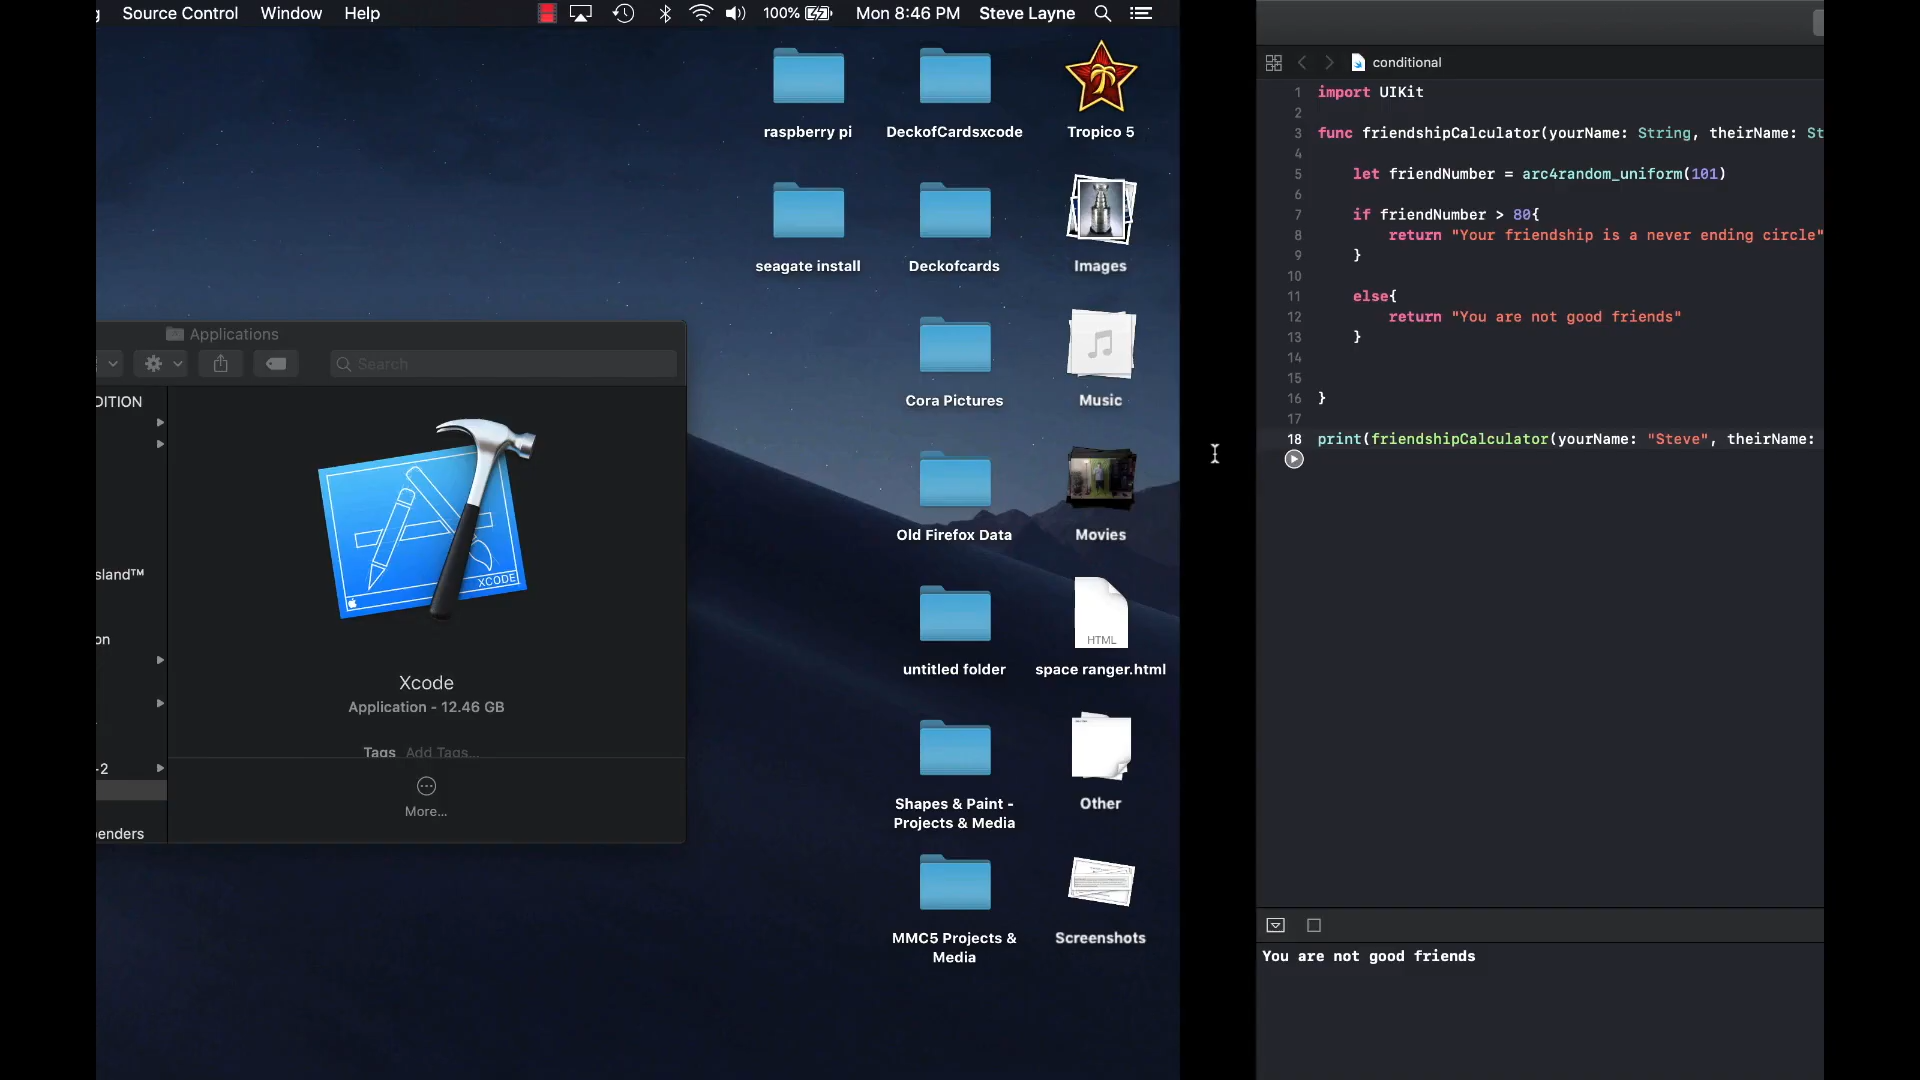 Source Control Window Help 100% Mon 8:46 PM Steve Layne
raspberry pi DeckofCardsxcode Tropico 5
seagate install Deckofcards Images
Cora Pictures Music
Old Firefox Data Movies
HTML
untitled folder space ranger.html
Shapes & Paint -
Projects & Media
Other
MMC5 Projects &
Media
Screenshots
Applications
Search
DITION
sland™
on
-2
enders
XCODE
Xcode
Application - 12.46 GB
Tags Add Tags...
More...
conditional
1 import UIKit
2
3 func friendshipCalculator(yourName: String, theirName: St
4
5 let friendNumber = arc4random_uniform(101)
6
7 if friendNumber > 80{
8 return "Your friendship is a never ending circle"
9 }
10
11 else{
12 return "You are not good friends"
13 }
14
15
16 }
17
18 print(friendshipCalculator(yourName: "Steve", theirName:
You are not good friends